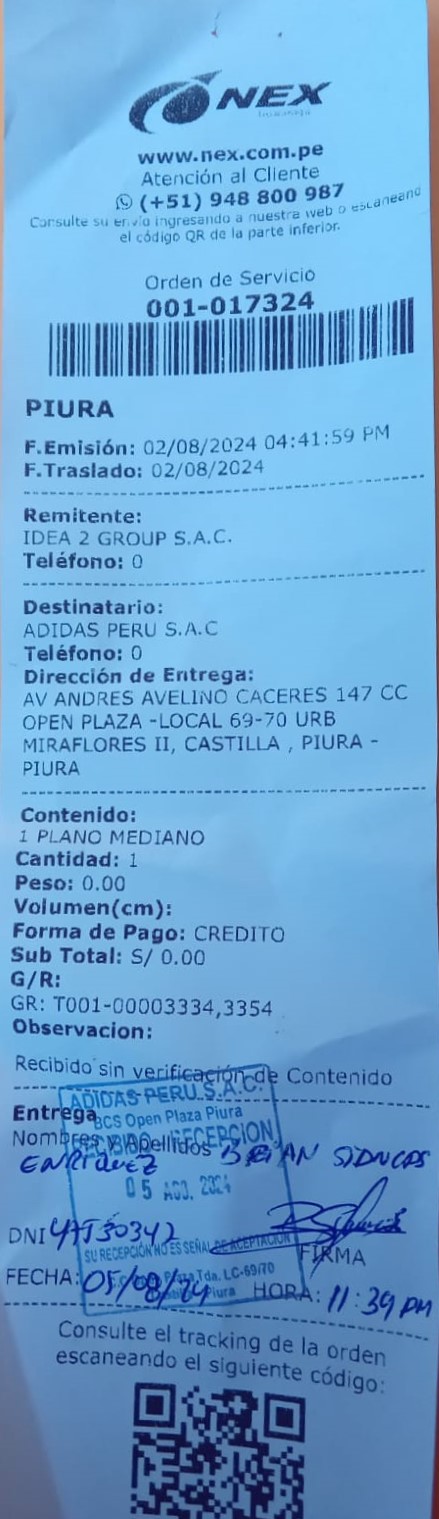 NEX
www.nex.com.pe
Atención al Cliente
(+51) 948 800 987
Consulte su envío ingresando a nuestra web o escaneand
el código QR de la parte inferior.
Orden de Servicio
001-017324
PIURA
F.Emisión: 02/08/2024 04:41:59 PM
F.Traslado: 02/08/2024
Remitente:
IDEA 2 GROUP S.A.C.
Teléfono: 0
Destinatario:
ADIDAS PERU S.A.C
Teléfono: 0
Dirección de Entrega:
AV ANDRES AVELINO CACERES 147 CC
OPEN PLAZA -LOCAL 69-70 URB
MIRAFLORES II, CASTILLA , PIURA -
PIURA
Contenido:
1 PLANO MEDIANO
Cantidad: 1
Peso: 0.00
Volumen(cm):
Forma de Pago: CREDITO
Sub Total: S/ 0.00
G/R:
GR: T001-00003334,3354
Observacion:
Recibido sin verificación de Contenido
ADIDAS PERU S.A.C.
Entrega
BCS Open Plaza Piura
Nombres y Apellidos
RECEPCION
ENRIQUEZ
05 AGO. 2024
DNI
SU RECEPCIÓN NO ES SEÑAL DE ACEPTACIÓN
FIRMA
Tda. LC-69/70
Piura
FECHA: 05/08/24 HORA: 11:39 PM
Consulte el tracking de la orden
escaneando el siguiente código: